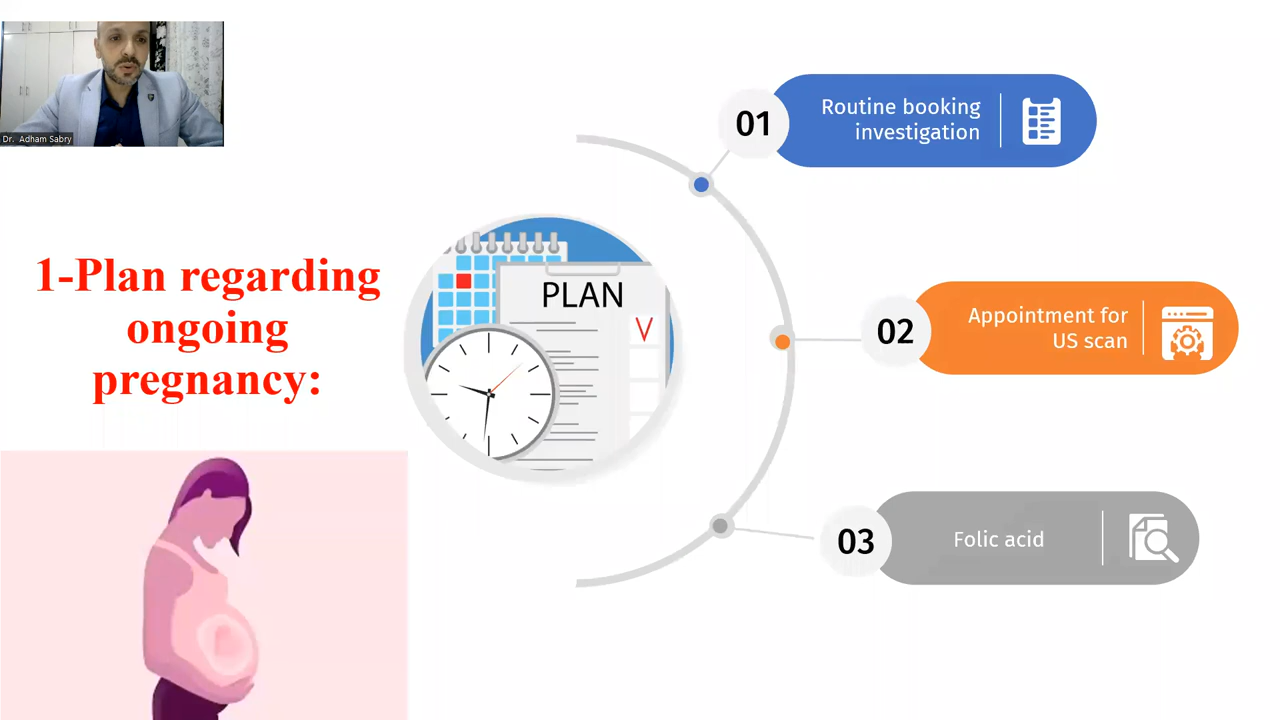 Dr. Adham Sabry
1-Plan regarding
ongoing
pregnancy:
PLAN
V
01
Routine booking
investigation
02
Appointment for
US scan
03
Folic acid